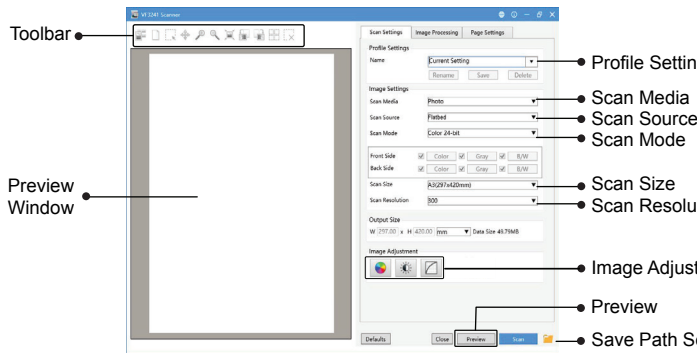 VI 3241 Scanner
Toolbar
Preview
Window
Scan Settings Image Processing Page Settings
Profile Settings
Name Current Setting
Rename Save Delete
Image Settings
Scan Media Photo
Scan Source Flatbed
Scan Mode Color 24-bit
Front Side Color Gray B/W
Back Side Color Gray B/W
Scan Size A3(297x420mm)
Scan Resolution 300
Output Size
W 297.00 x H 420.00 mm Data Size 49.79MB
Image Adjustment
Defaults Close Preview Scan
Profile Settin
Scan Media
Scan Source
Scan Mode
Scan Size
Scan Resolu
Image Adjust
Preview
Save Path S